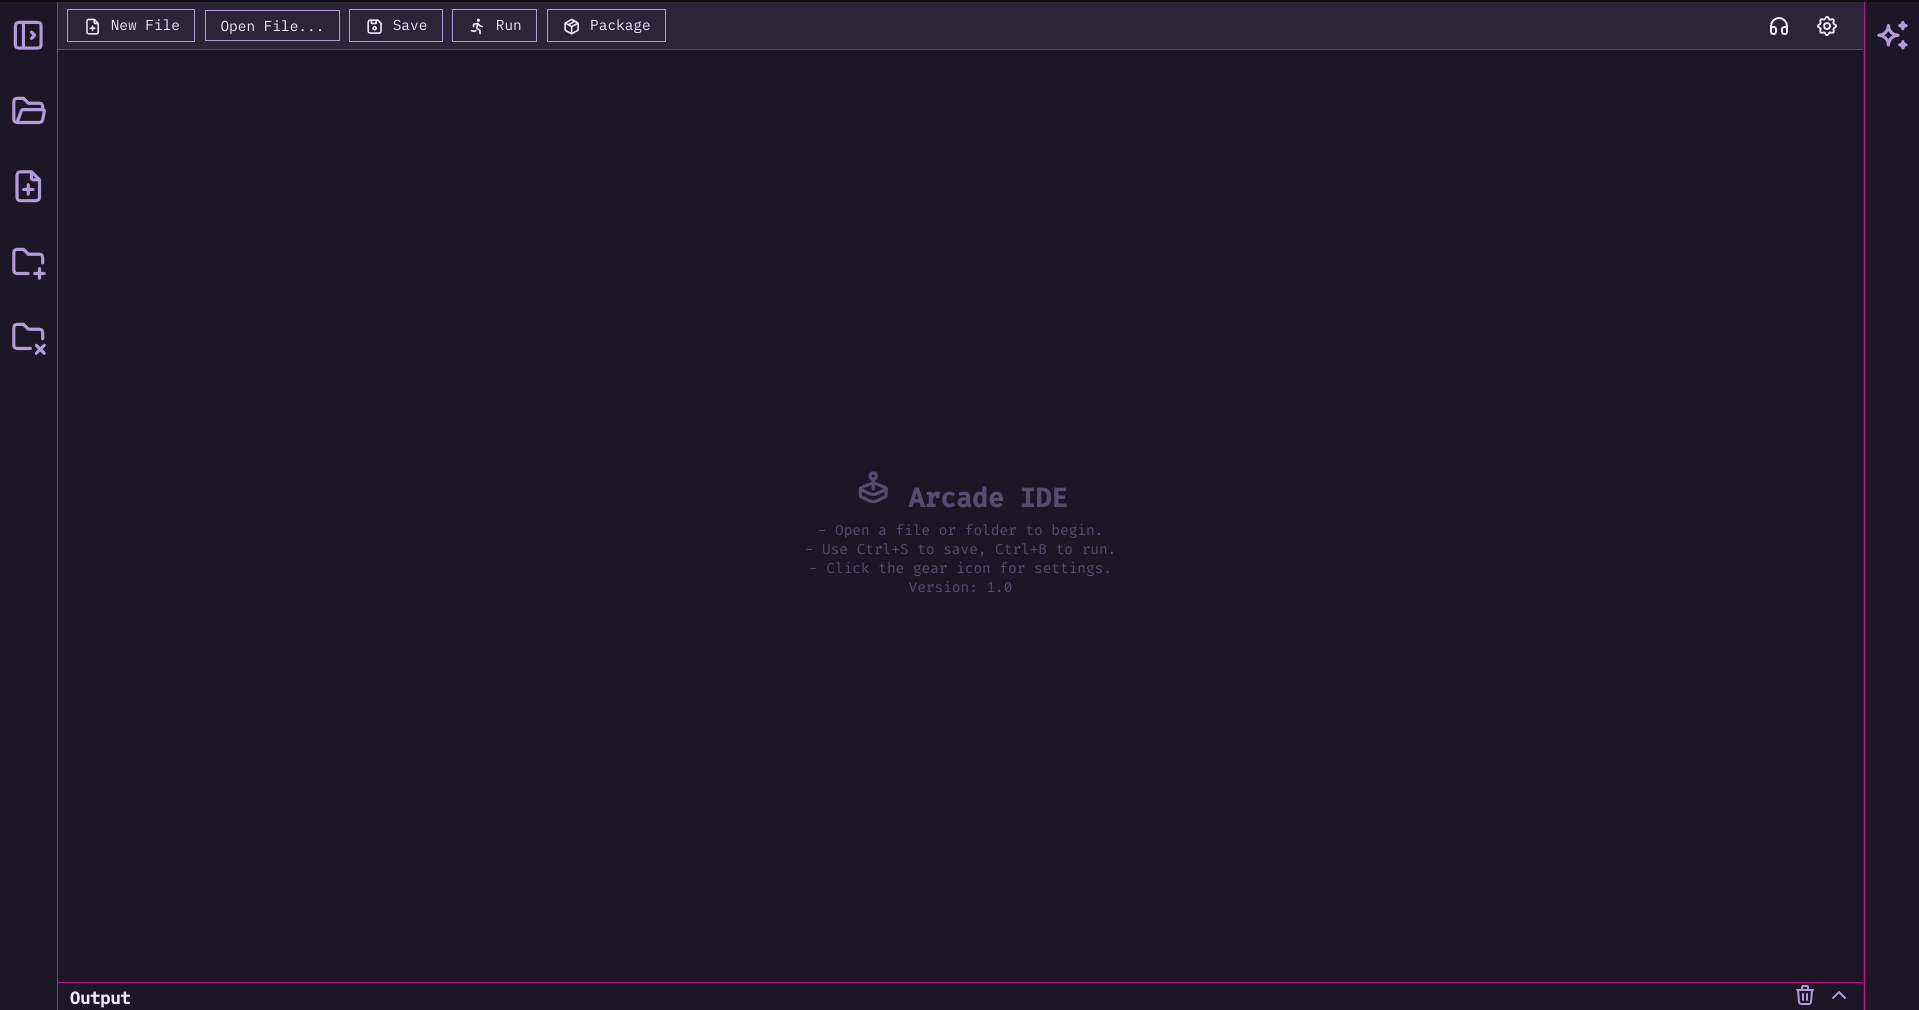 New File
Open File...
Save
Run
Package
Arcade IDE
- Open a file or folder to begin.
- Use Ctrl+S to save, Ctrl+B to run.
- Click the gear icon for settings.
Version: 1.0
Output